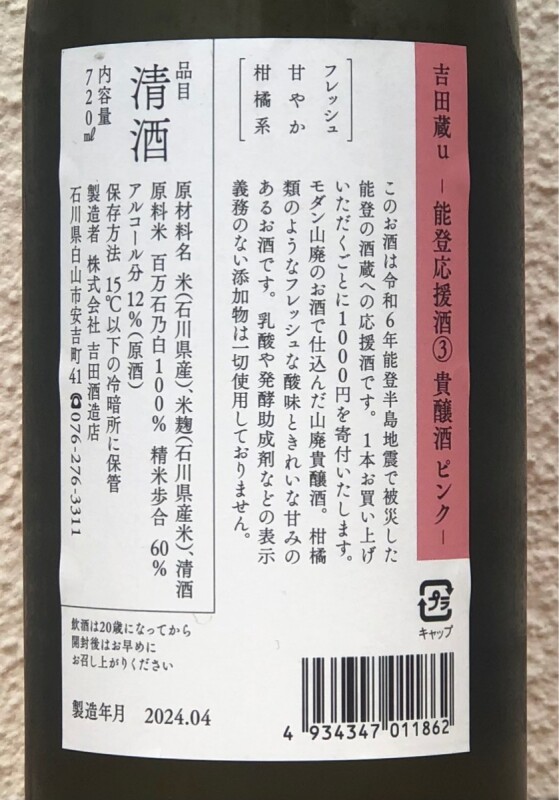 吉田蔵u ― 能登応援酒③ 貴醸酒 ピンク ―
このお酒は令和6年能登半島地震で被災した
能登の酒蔵への応援酒です。1本お買い上げ
いただくごとに1000円を寄付いたします。
モダン山廃のお酒で仕込んだ山廃貴醸酒。柑橘
類のようなフレッシュな酸味ときれいな甘みの
あるお酒です。乳酸や発酵助成剤などの表示
義務のない添加物は一切使用しておりません。
フレッシュ
甘やか
柑橘系
品目
清酒
内容量
720㎖
原材料名 米(石川県産)、米麹(石川県産米)、清酒
原料米 百万石乃白100% 精米歩合 60%
アルコール分 12%(原酒)
保存方法 15℃以下の冷暗所に保管
製造者 株式会社 吉田酒造店
石川県白山市安吉町41 ☎076-276-3311
飲酒は20歳になってから
開封後はお早めに
お召し上がりください
製造年月 2024.04
プラ
キャップ
4 934347 011862